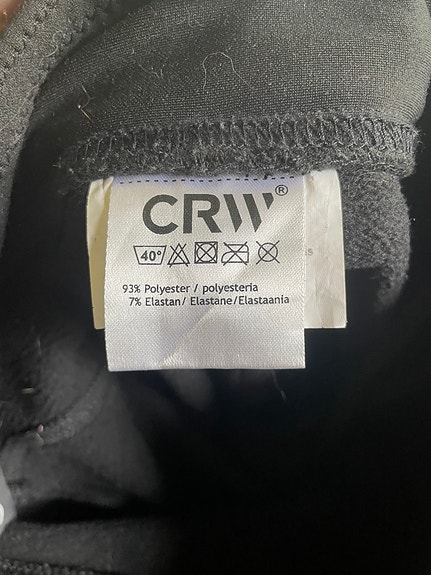 CRW®
40°
93% Polyester / polyesteria
7% Elastan/ Elastane/Elastaania